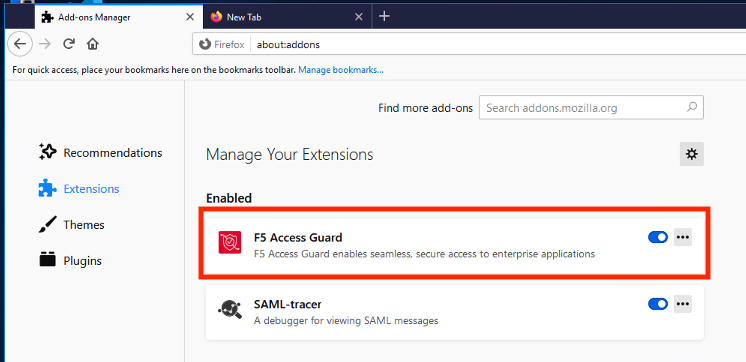 Add-ons Manager
New Tab
Firefox
about:addons
For quick access, place your bookmarks here on the bookmarks toolbar. Manage bookmarks...
Find more add-ons
Search addons.mozilla.org
Recommendations
Extensions
Themes
Plugins
Manage Your Extensions
Enabled
F5 Access Guard
F5 Access Guard enables seamless, secure access to enterprise applications
SAML-tracer
A debugger for viewing SAML messages